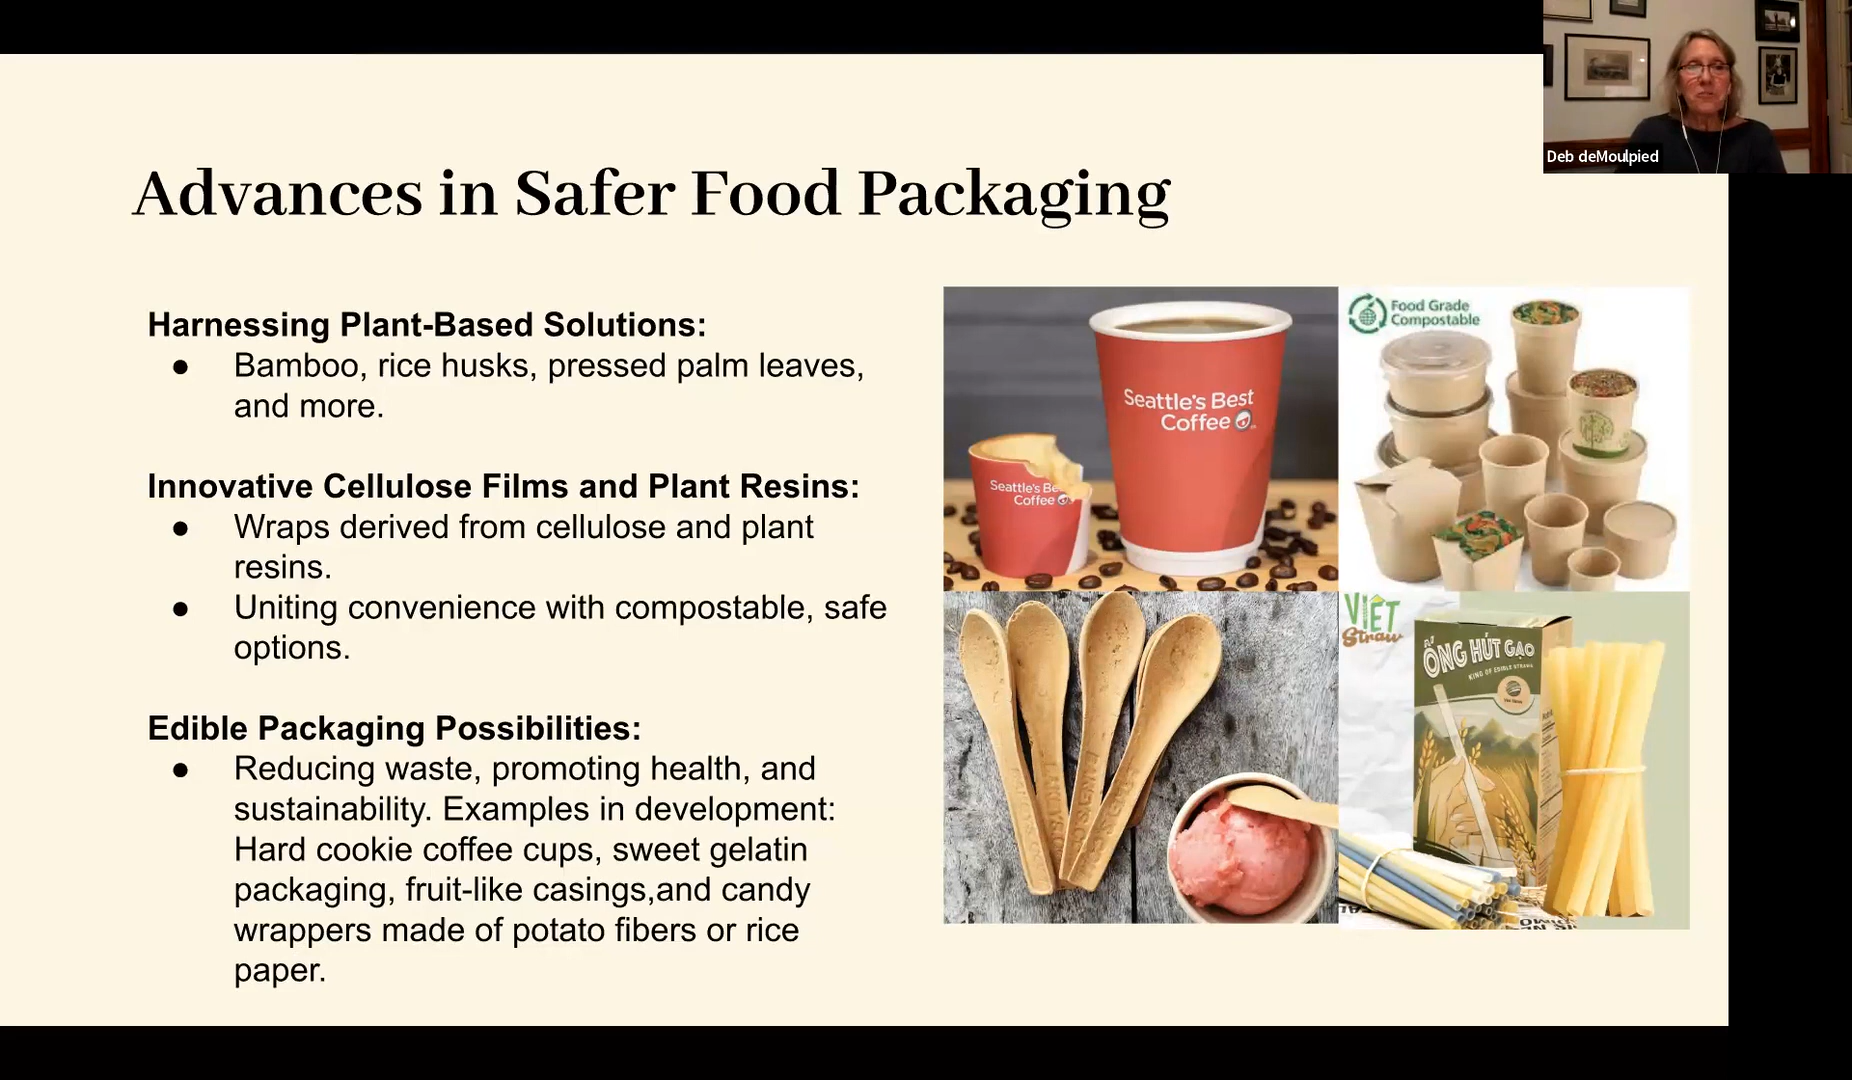 Deb deMoulpied
Advances in Safer Food Packaging
Harnessing Plant-Based Solutions:
● Bamboo, rice husks, pressed palm leaves,
and more.
Innovative Cellulose Films and Plant Resins:
● Wraps derived from cellulose and plant
resins.
● Uniting convenience with compostable, safe
options.
Edible Packaging Possibilities:
● Reducing waste, promoting health, and
sustainability. Examples in development:
Hard cookie coffee cups, sweet gelatin
packaging, fruit-like casings,and candy
wrappers made of potato fibers or rice
paper.
Seattle's Best
Coffee
Seattle's Be
Coffee
Food Grade
Compostable
VIỆT
Straw
ỐNG HÚT GẠO
KING OF EDIBLE STRAWS